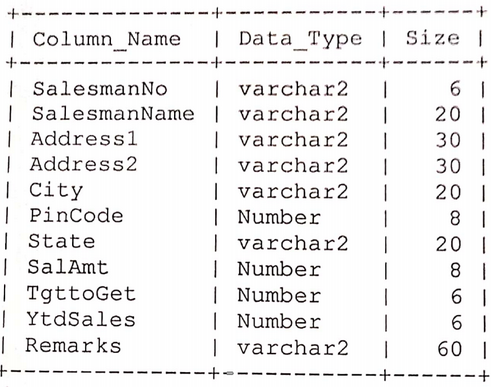 +---------------+-----------+------+
| Column_Name | Data_Type | Size |
+---------------+-----------+------+
| SalesmanNo | varchar2 | 6 |
| SalesmanName | varchar2 | 20 |
| Address1 | varchar2 | 30 |
| Address2 | varchar2 | 30 |
| City | varchar2 | 20 |
| PinCode | Number | 8 |
| State | varchar2 | 20 |
| SalAmt | Number | 8 |
| TgttoGet | Number | 6 |
| YtdSales | Number | 6 |
| Remarks | varchar2 | 60 |
+---------------+-----------+------+